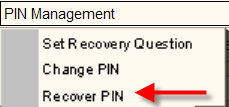 PIN Management
Set Recovery Question
Change PIN
Recover PIN